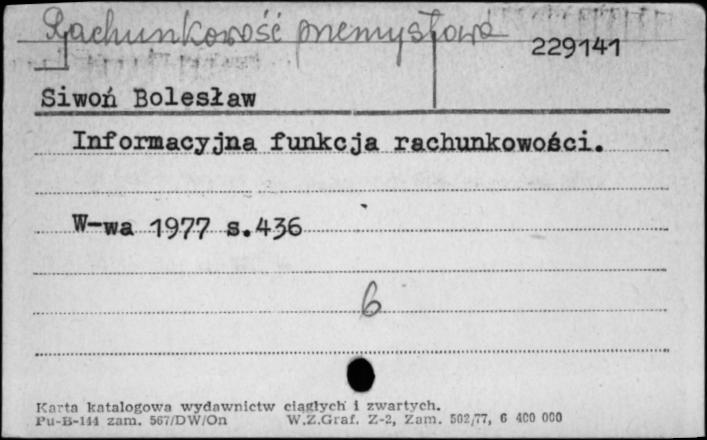 Rachunkowość przemysłowa
229141
Siwoń Bolesław
Informacyjna funkcja rachunkowości.
W-wa 1977 s.436
6
Karta katalogowa wydawnictw ciągłych i zwartych.
Pu-B-144 zam. 567/DW/On W.Z.Graf. Z-2, Zam. 502/77, 6 400 000